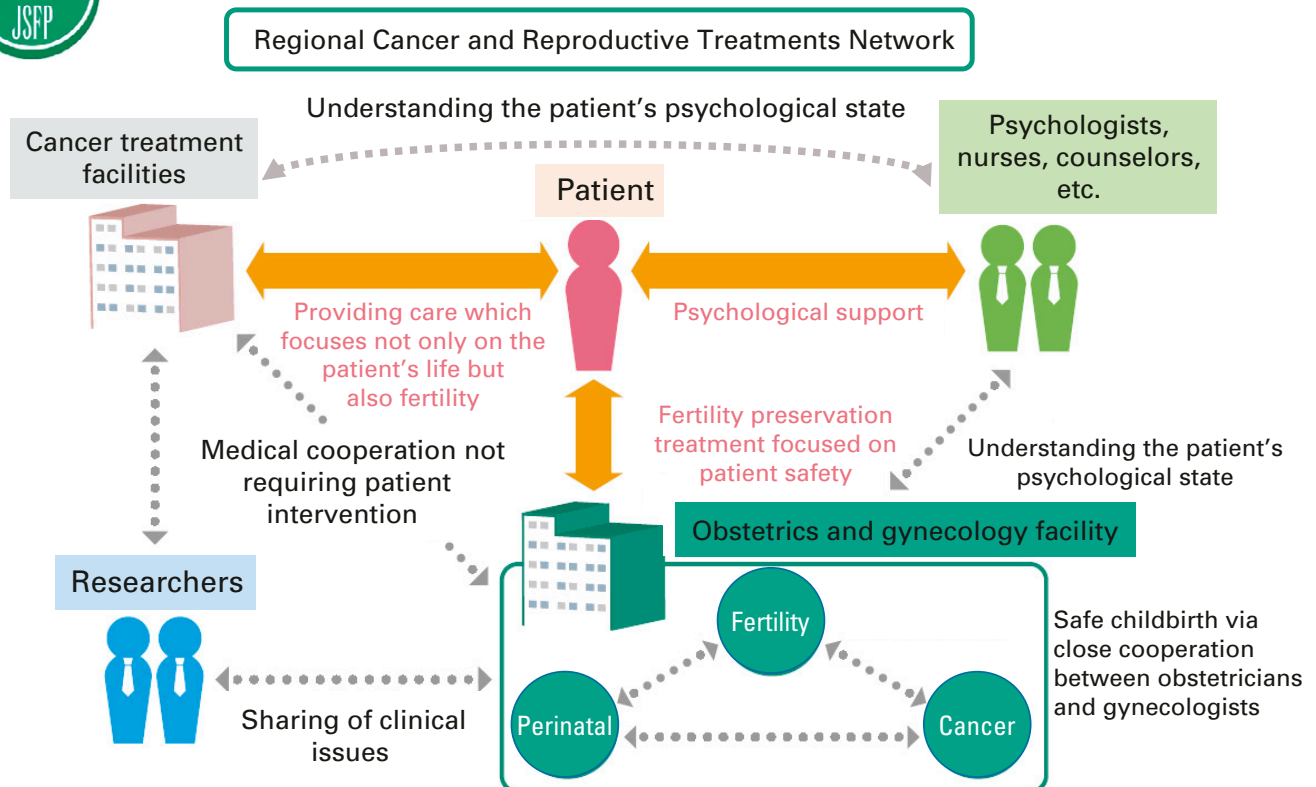 JSFP
Regional Cancer and Reproductive Treatments Network
Understanding the patient's psychological state
Cancer treatment
facilities
Psychologists,
nurses, counselors,
etc.
Patient
Providing care which
focuses not only on the
patient's life but
also fertility
Psychological support
Fertility preservation
treatment focused on
patient safety
Understanding the patient's
psychological state
Medical cooperation not
requiring patient
intervention
Obstetrics and gynecology facility
Researchers
Fertility
Safe childbirth via
close cooperation
between obstetricians
and gynecologists
Sharing of clinical
issues
Perinatal
Cancer